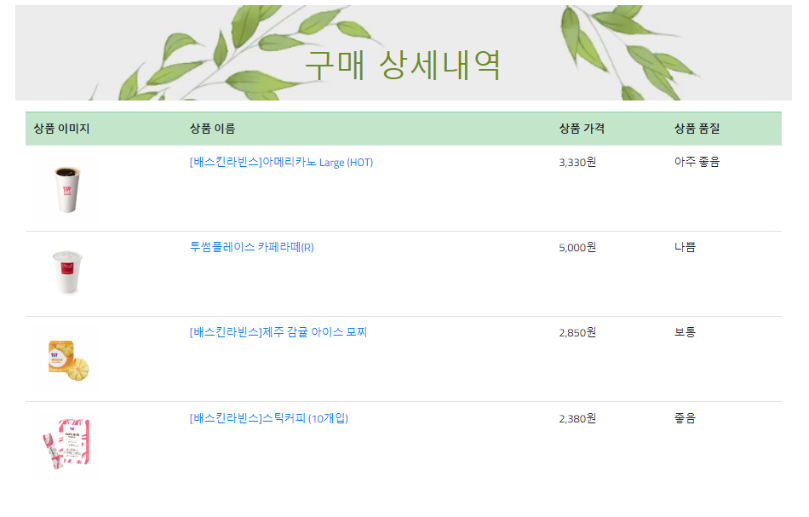 구매 상세내역
상품 이미지 상품 이름 상품 가격 상품 품질
[배스킨라빈스]아메리카노 Large (HOT) 3,330원 아주 좋음
투썸플레이스 카페라떼(R) 5,000원 나쁨
[배스킨라빈스]제주 감귤 아이스 모찌 2,850원 보통
[배스킨라빈스]스틱커피 (10개입) 2,380원 좋음